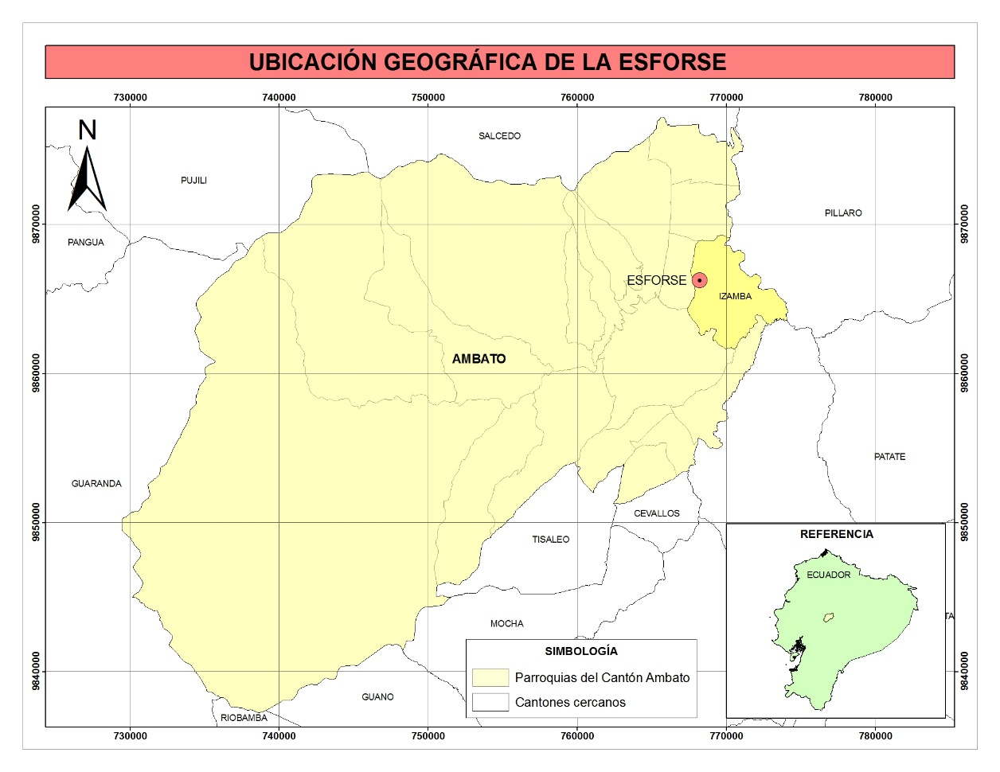 UBICACIÓN GEOGRÁFICA DE LA ESFORSE
730000 740000 750000 760000 770000 780000
N
SALCEDO
PUJILI
PILLARO
9870000 9870000
PANGUA
ESFORSE
IZAMBA
AMBATO
9860000 9860000
PATATE
GUARANDA
CEVALLOS
9850000 9850000
TISALEO
REFERENCIA
ECUADOR
TA
MOCHA
SIMBOLOGÍA
Parroquias del Cantón Ambato
Cantones cercanos
9840000 9840000
GUANO
RIOBAMBA
730000 740000 750000 760000 770000 780000